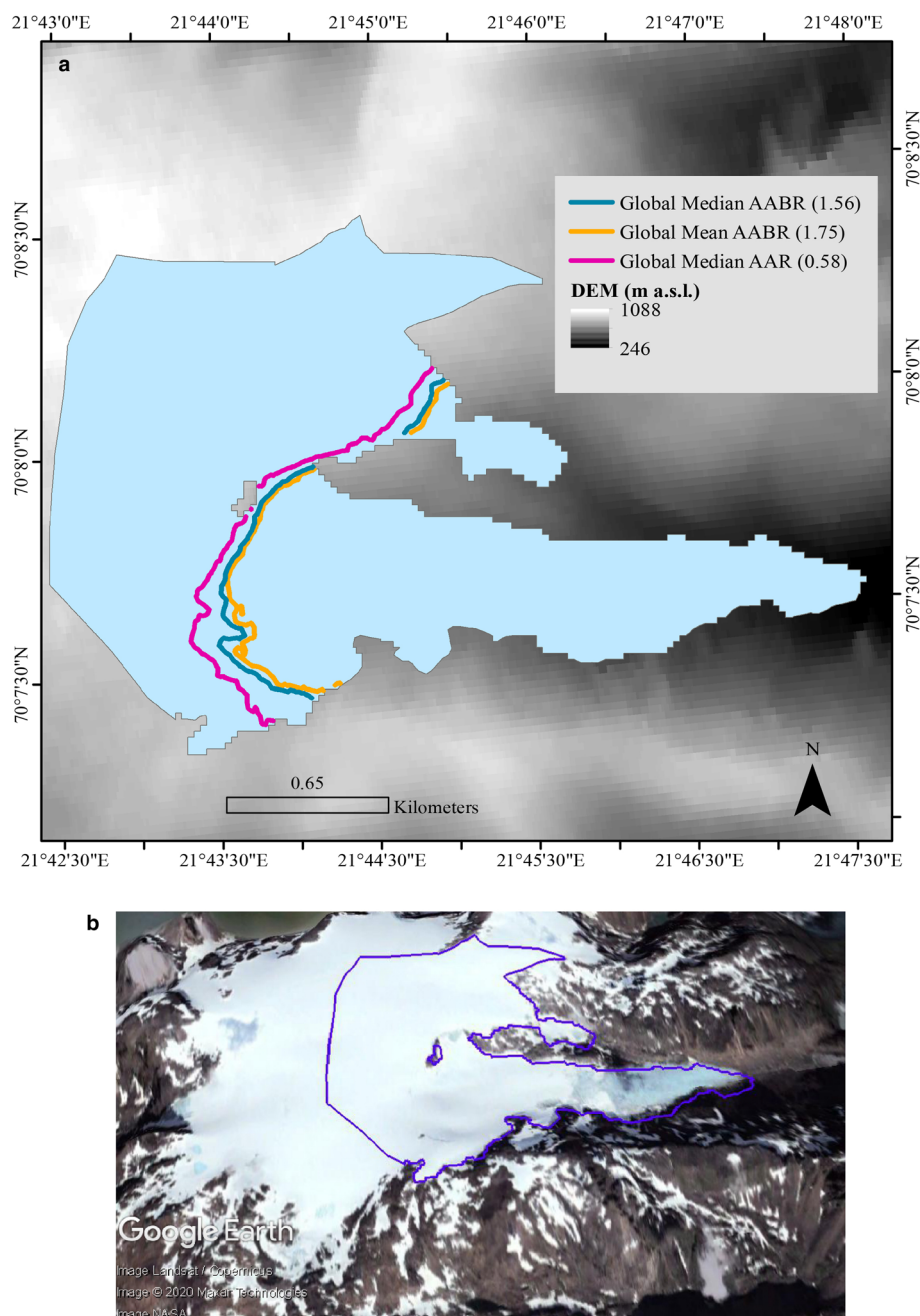 21°43'0"E 21°44'0"E 21°45'0"E 21°46'0"E 21°47'0"E 21°48'0"E
a
70°8'30"N
Global Median AABR (1.56)
Global Mean AABR (1.75)
Global Median AAR (0.58)
70°8'30"N
DEM (m a.s.l.)
1088
246
70°8'0"N
70°8'0"N
70°7'30"N
70°7'30"N
N
0.65
Kilometers
21°42'30"E 21°43'30"E 21°44'30"E 21°45'30"E 21°46'30"E 21°47'30"E
b
Google Earth
Image Landsat / Copernicus
Image © 2020 Maxar Technologies
Image NASA